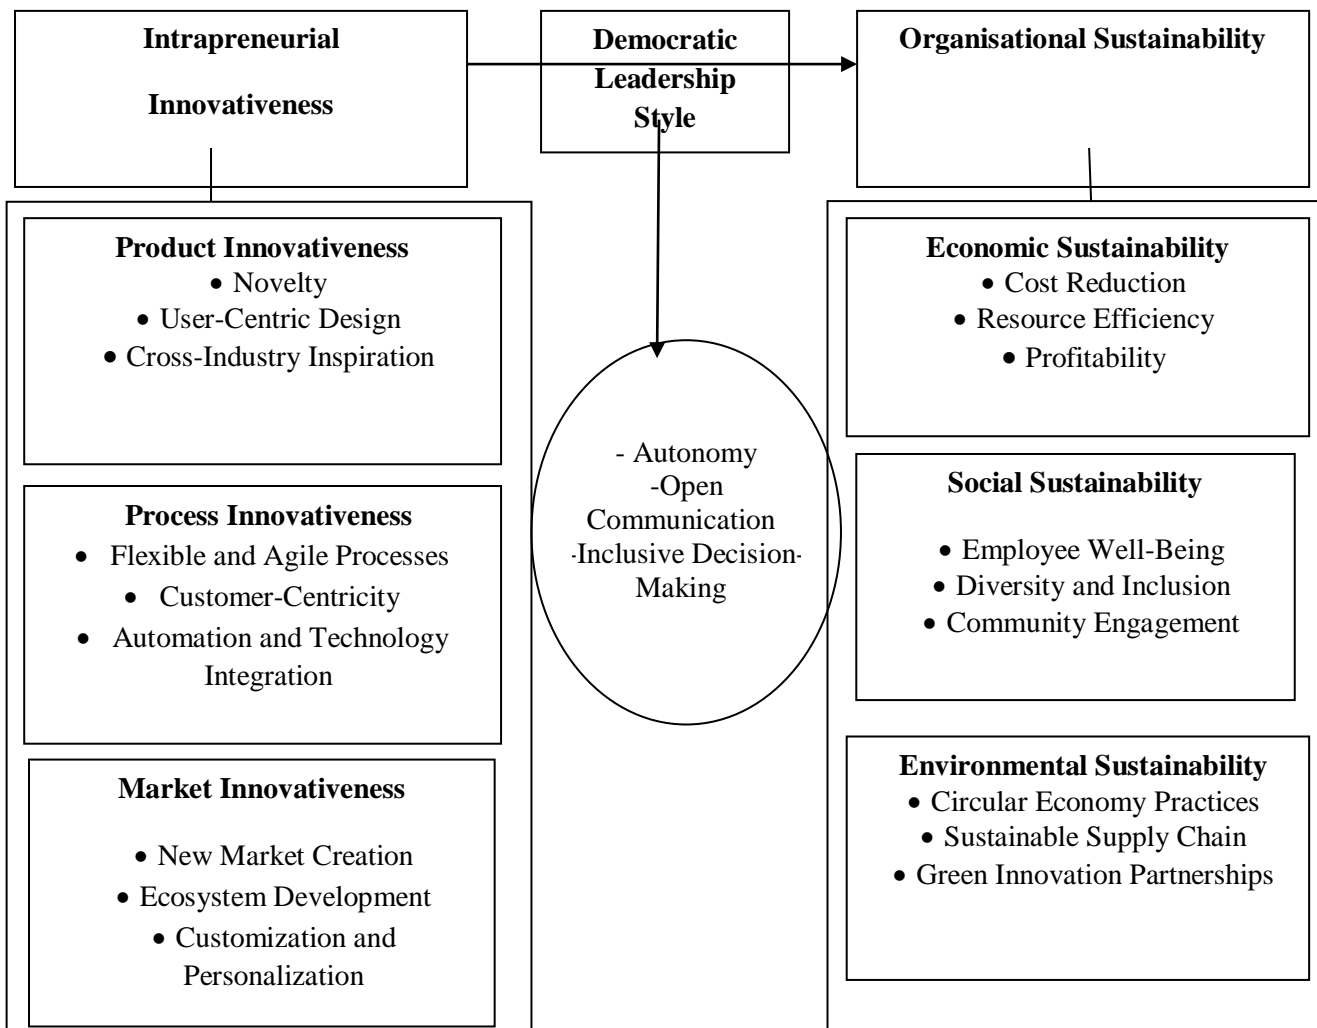 Intrapreneurial
Innovativeness
Democratic
Leadership
Style
Organisational Sustainability
Product Innovativeness
• Novelty
• User-Centric Design
• Cross-Industry Inspiration
Process Innovativeness
• Flexible and Agile Processes
• Customer-Centricity
• Automation and Technology
Integration
Market Innovativeness
• New Market Creation
• Ecosystem Development
• Customization and
Personalization
- Autonomy
-Open
Communication
-Inclusive Decision-
Making
Economic Sustainability
• Cost Reduction
• Resource Efficiency
• Profitability
Social Sustainability
• Employee Well-Being
• Diversity and Inclusion
• Community Engagement
Environmental Sustainability
• Circular Economy Practices
• Sustainable Supply Chain
• Green Innovation Partnerships